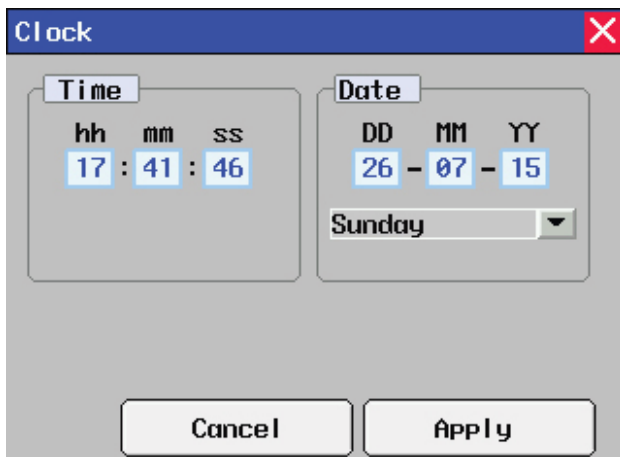 Clock
Time
hh mm ss
17 : 41 : 46
Date
DD MM YY
26 - 07 - 15
Sunday
Cancel
Apply